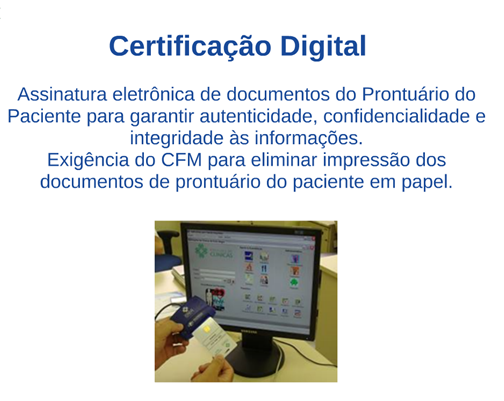 Certificação Digital
Assinatura eletrônica de documentos do Prontuário do
Paciente para garantir autenticidade, confidencialidade e
integridade às informações.
Exigência do CFM para eliminar impressão dos
documentos de prontuário do paciente em papel.